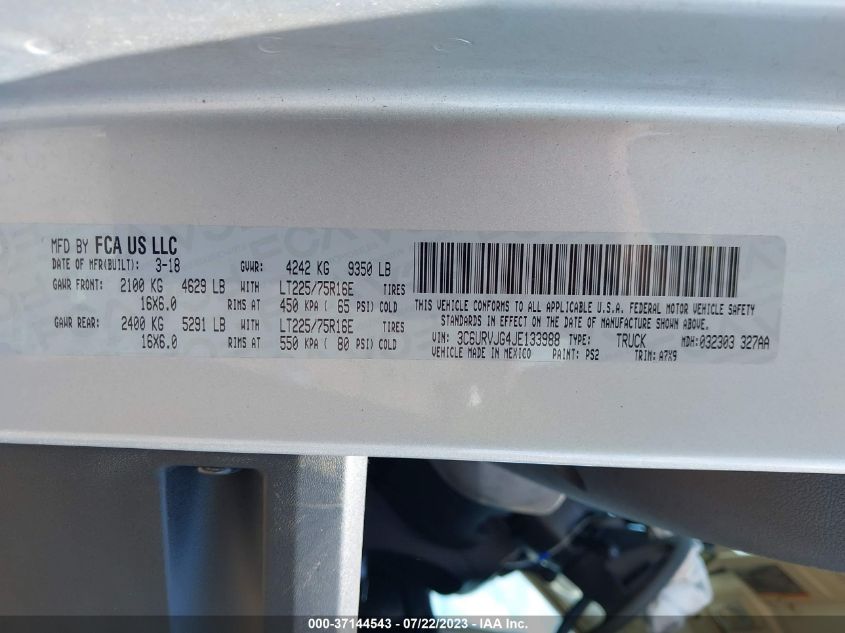 MFD BY FCA US LLC
DATE OF MFR(BUILT): 3-18 GVWR: 4242 KG 9350 LB
GAWR FRONT: 2100 KG 4629 LB WITH LT225/75R16E TIRES
16X6.0 RIMS AT 450 KPA ( 65 PSI) COLD
GAWR REAR: 2400 KG 5291 LB WITH LT225/75R16E TIRES
16X6.0 RIMS AT 550 KPA ( 80 PSI) COLD
THIS VEHICLE CONFORMS TO ALL APPLICABLE U.S.A. FEDERAL MOTOR VEHICLE SAFETY
STANDARDS IN EFFECT ON THE DATE OF MANUFACTURE SHOWN ABOVE.
VIN: 3C6URVJG4JE133988 TYPE: TRUCK MDH: 032303 327AA
VEHICLE MADE IN MEXICO PAINT: PS2 TRIM: A7X9
000-37144543 / 07/22/2023 - IAA Inc.